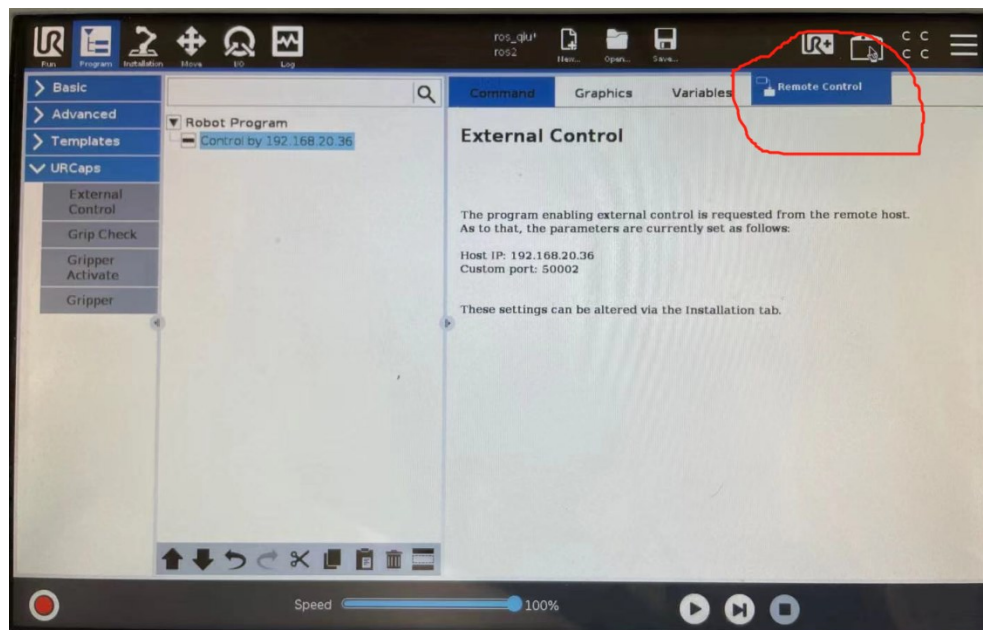 UR
Run
Program
Installation
Move
I/O
Log
ros_qlu*
ros2
New...
Open...
Save...
UR+
C C
C C
Basic
Advanced
Templates
URCaps
External
Control
Grip Check
Gripper
Activate
Gripper
Robot Program
Control by 192.168.20.36
Command
Graphics
Variables
Remote Control
External Control
The program enabling external control is requested from the remote host.
As to that, the parameters are currently set as follows:
Host IP: 192.168.20.36
Custom port: 50002
These settings can be altered via the Installation tab.
Speed
100%